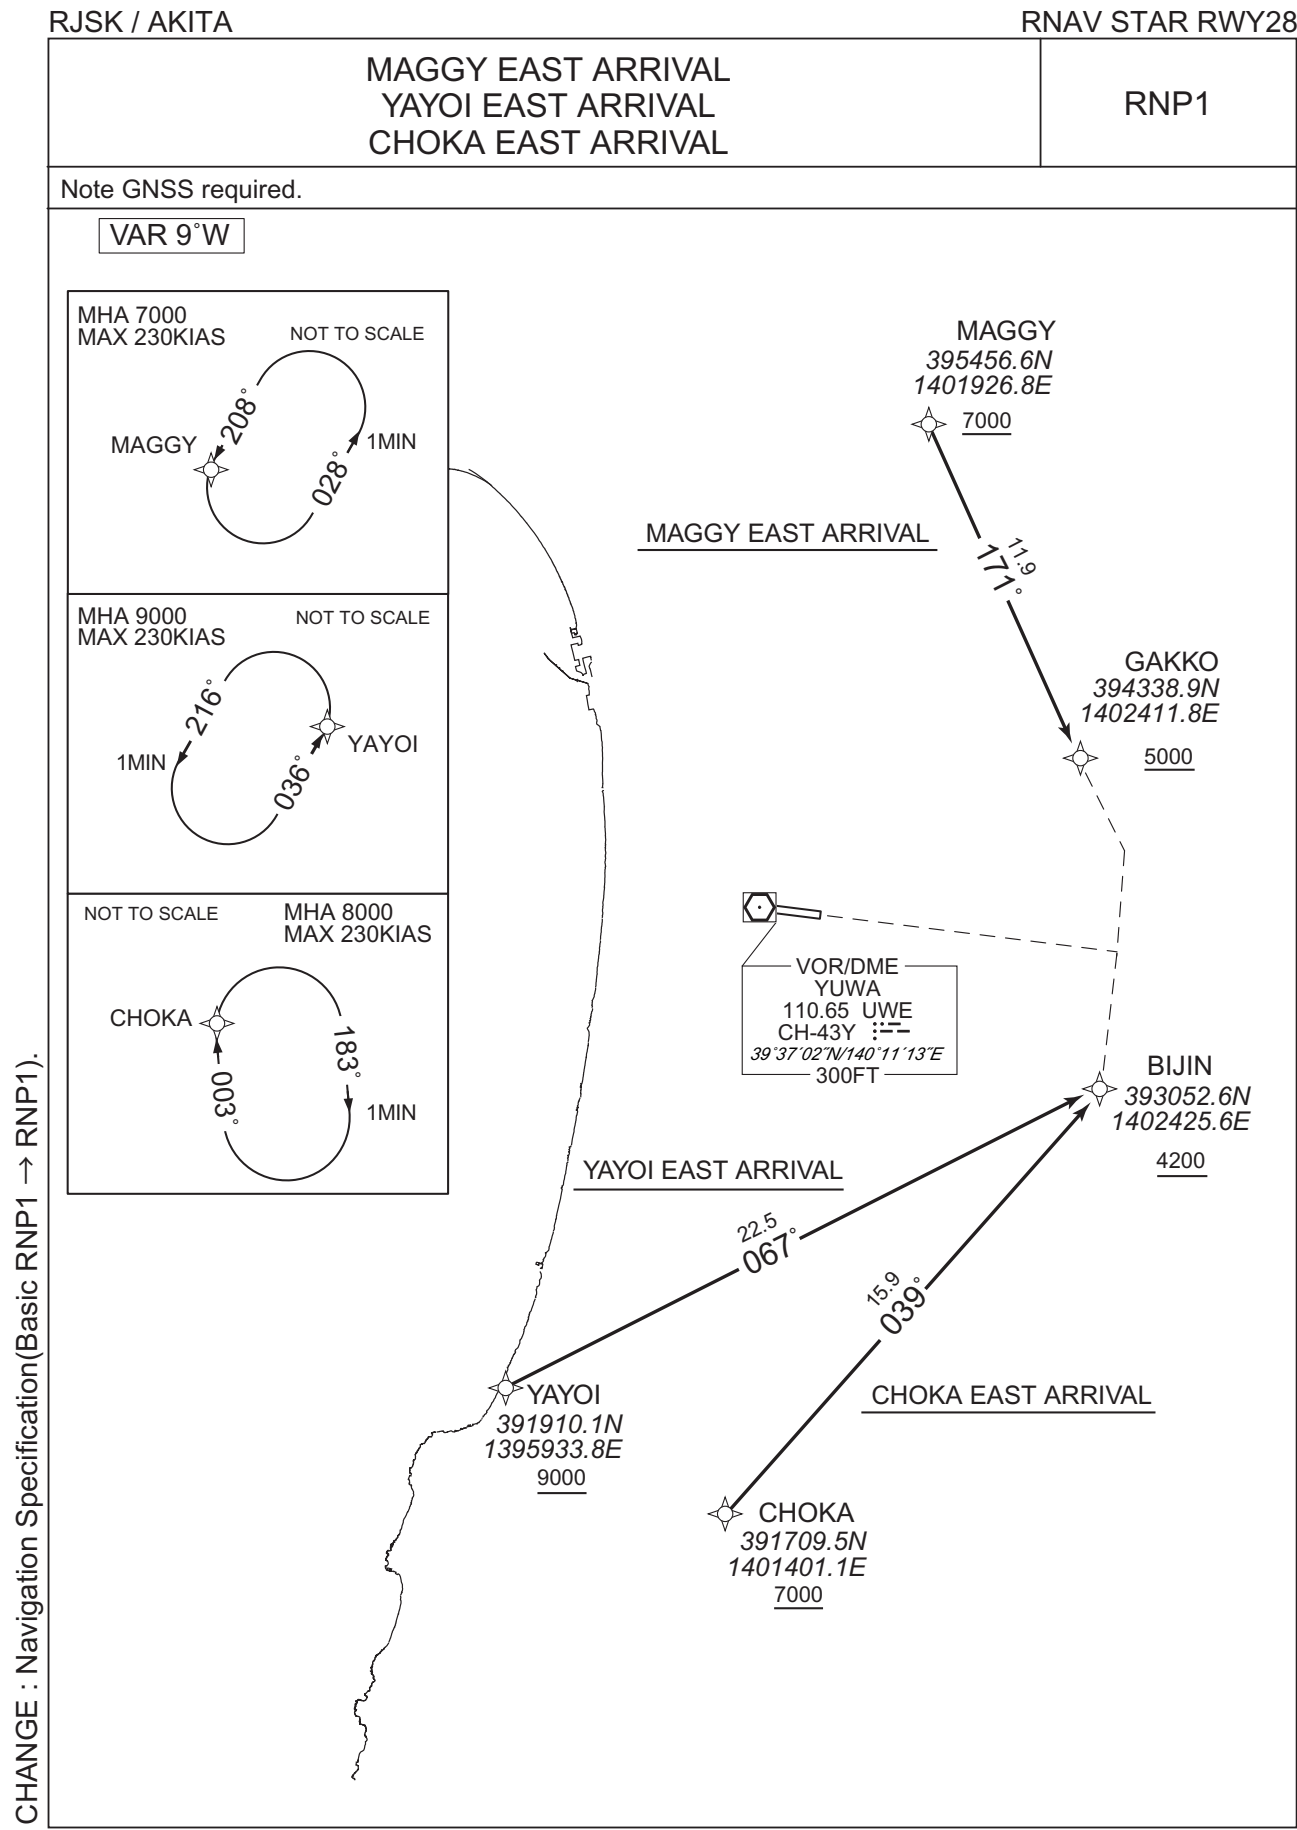 RJSK / AKITA
RNAV STAR RWY28
MAGGY EAST ARRIVAL
YAYOI EAST ARRIVAL
CHOKA EAST ARRIVAL
RNP1
Note GNSS required.
VAR 9°W
MHA 7000
MAX 230KIAS
NOT TO SCALE
208°
MAGGY
1MIN
028°
MHA 9000
MAX 230KIAS
NOT TO SCALE
216°
YAYOI
1MIN
036°
NOT TO SCALE
MHA 8000
MAX 230KIAS
CHOKA
183°
003°
1MIN
MAGGY
395456.6N
1401926.8E
7000
MAGGY EAST ARRIVAL
11.9
171°
GAKKO
394338.9N
1402411.8E
5000
VOR/DME
YUWA
110.65 UWE
CH-43Y
39°37′02″N/140°11′13″E
300FT
BIJIN
393052.6N
1402425.6E
4200
YAYOI EAST ARRIVAL
22.5
067°
15.9
039°
YAYOI
391910.1N
1395933.8E
9000
CHOKA EAST ARRIVAL
CHOKA
391709.5N
1401401.1E
7000
CHANGE : Navigation Specification(Basic RNP1 → RNP1).